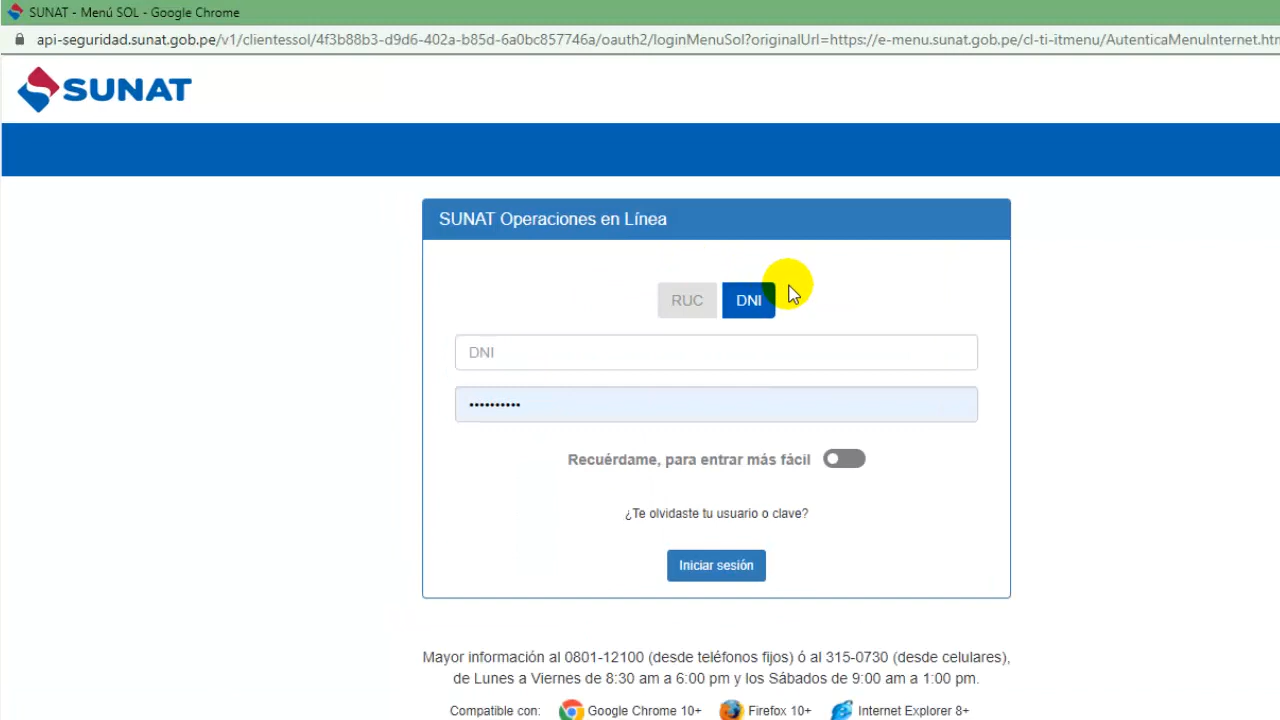 SUNAT - Menú SOL - Google Chrome
api-seguridad.sunat.gob.pe/v1/clientessol/4f3b88b3-d9d6-402a-b85d-6a0bc857746a/oauth2/loginMenuSol?originalUrl=https://e-menu.sunat.gob.pe/cl-ti-itmenu/AutenticaMenuInternet.htm
SUNAT
SUNAT Operaciones en Línea
RUC DNI
DNI
••••••••••
Recuérdame, para entrar más fácil
¿Te olvidaste tu usuario o clave?
Iniciar sesión
Mayor información al 0801-12100 (desde teléfonos fijos) ó al 315-0730 (desde celulares),
de Lunes a Viernes de 8:30 am a 6:00 pm y los Sábados de 9:00 am a 1:00 pm.
Compatible con: Google Chrome 10+ Firefox 10+ Internet Explorer 8+